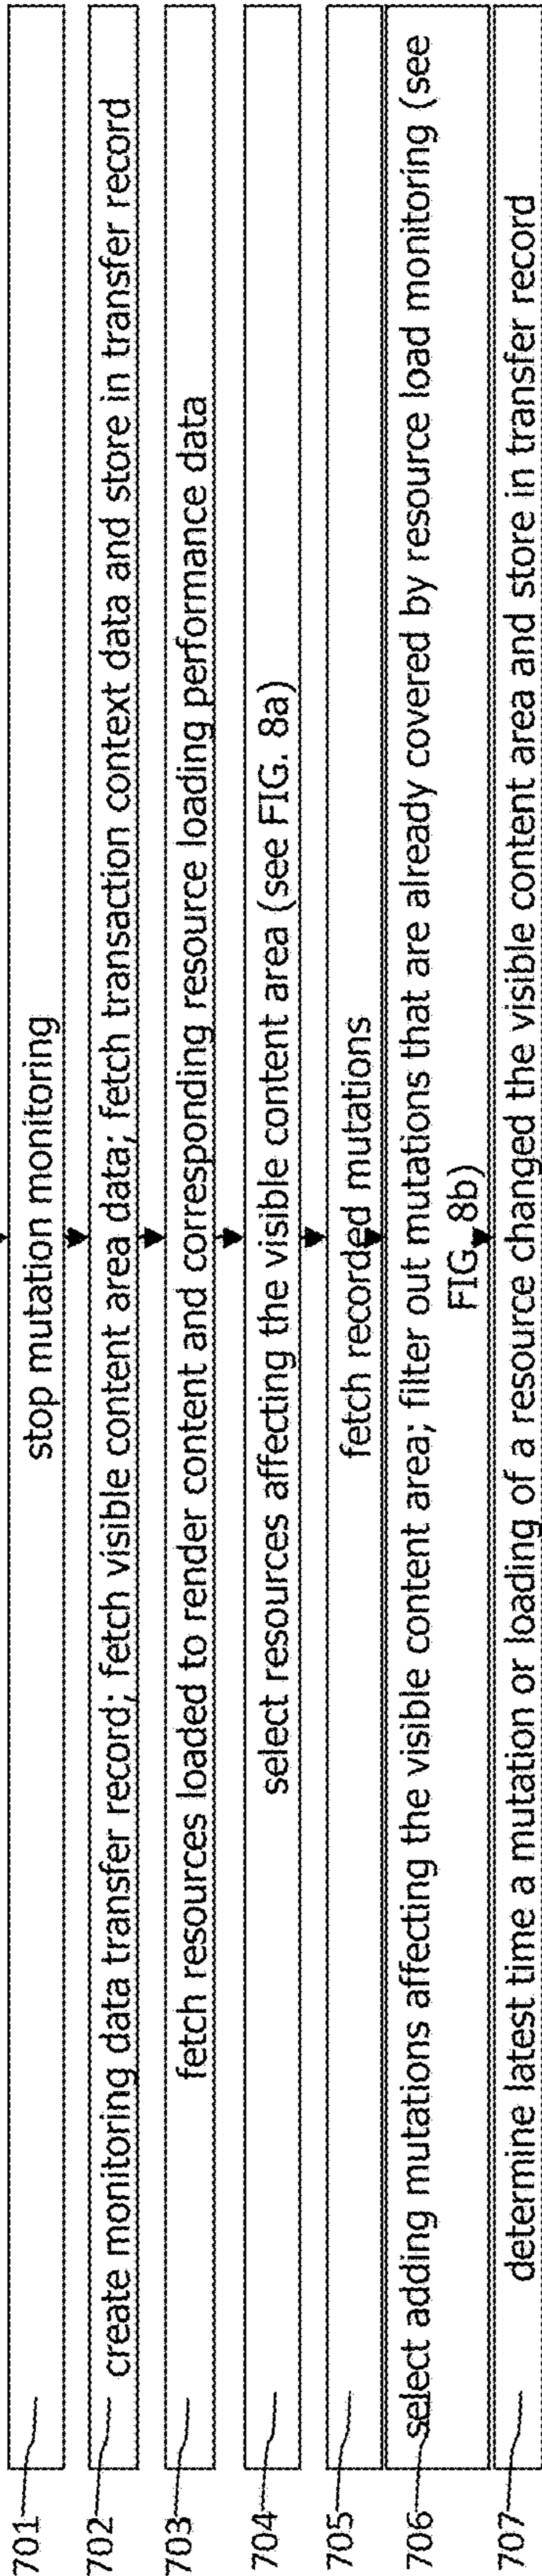 701
stop mutation monitoring
702
create monitoring data transfer record; fetch visible content area data; fetch transaction context data and store in transfer record
703
fetch resources loaded to render content and corresponding resource loading performance data
704
select resources affecting the visible content area (see FIG. 8a)
705
fetch recorded mutations
706
select adding mutations affecting the visible content area; filter out mutations that are already covered by resource load monitoring (see
FIG. 8b)
707
determine latest time a mutation or loading of a resource changed the visible content area and store in transfer record